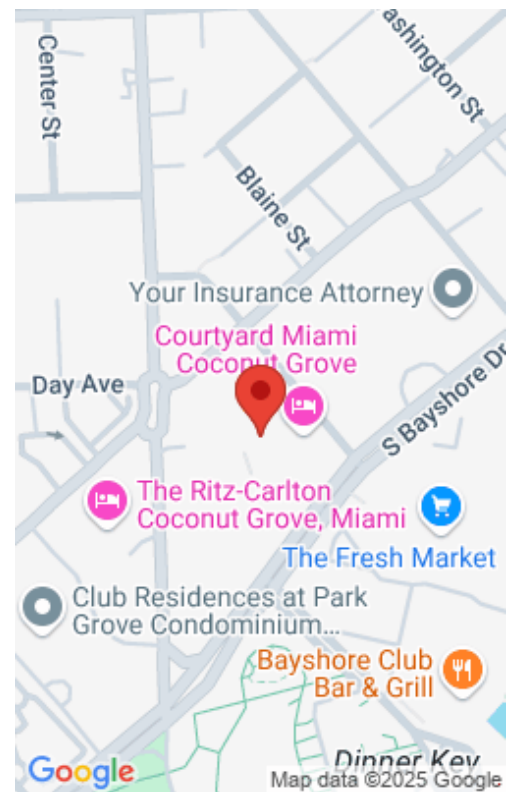 Center St
ashington St
Blaine St
Your Insurance Attorney
Courtyard Miami
Coconut Grove
Day Ave
S Bayshore Dr
The Ritz-Carlton
Coconut Grove, Miami
The Fresh Market
Club Residences at Park
Grove Condominium...
Bayshore Club
Bar & Grill
Dinner Key
Google
Map data ©2025 Google